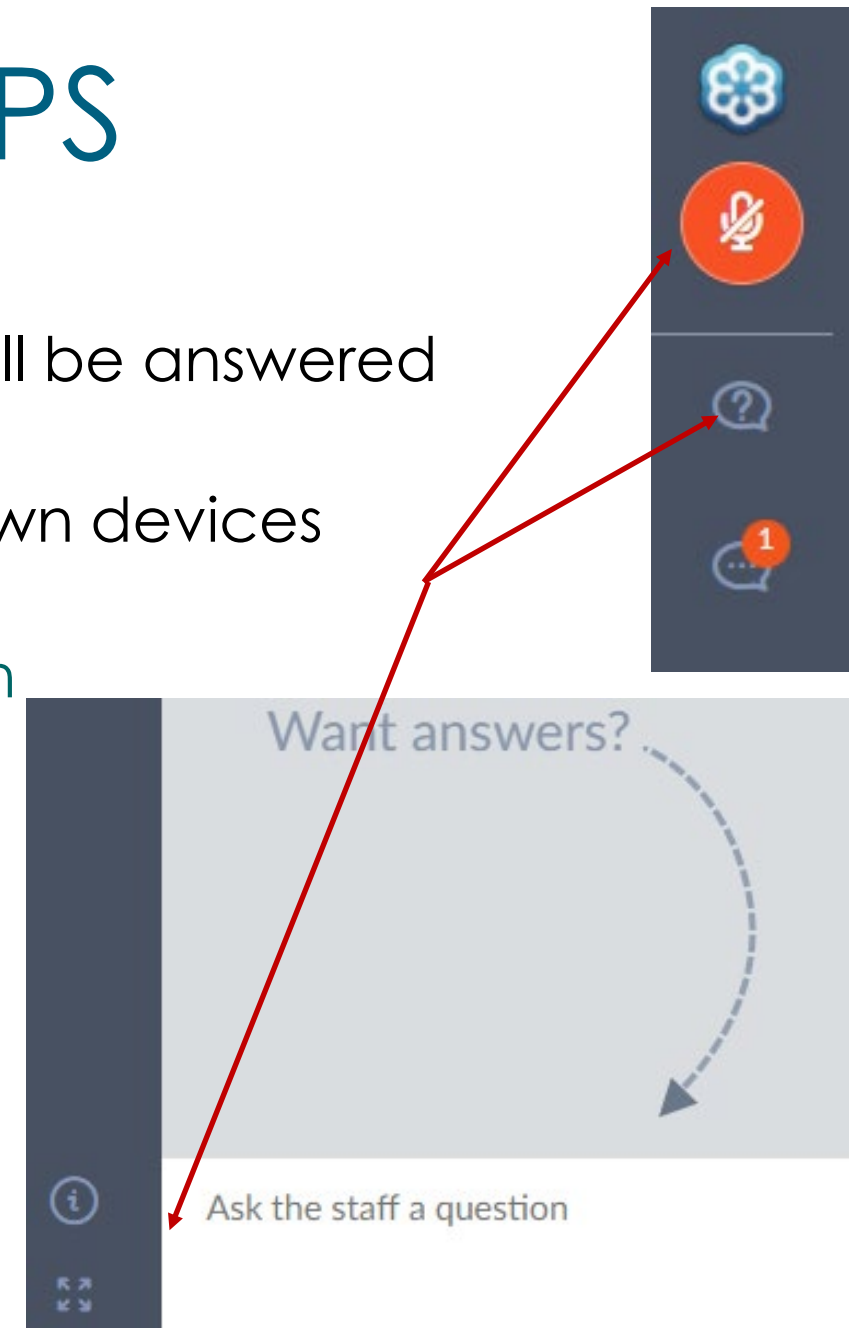 PS
ll be answered
wn devices
n
1
Want answers?
Ask the staff a question